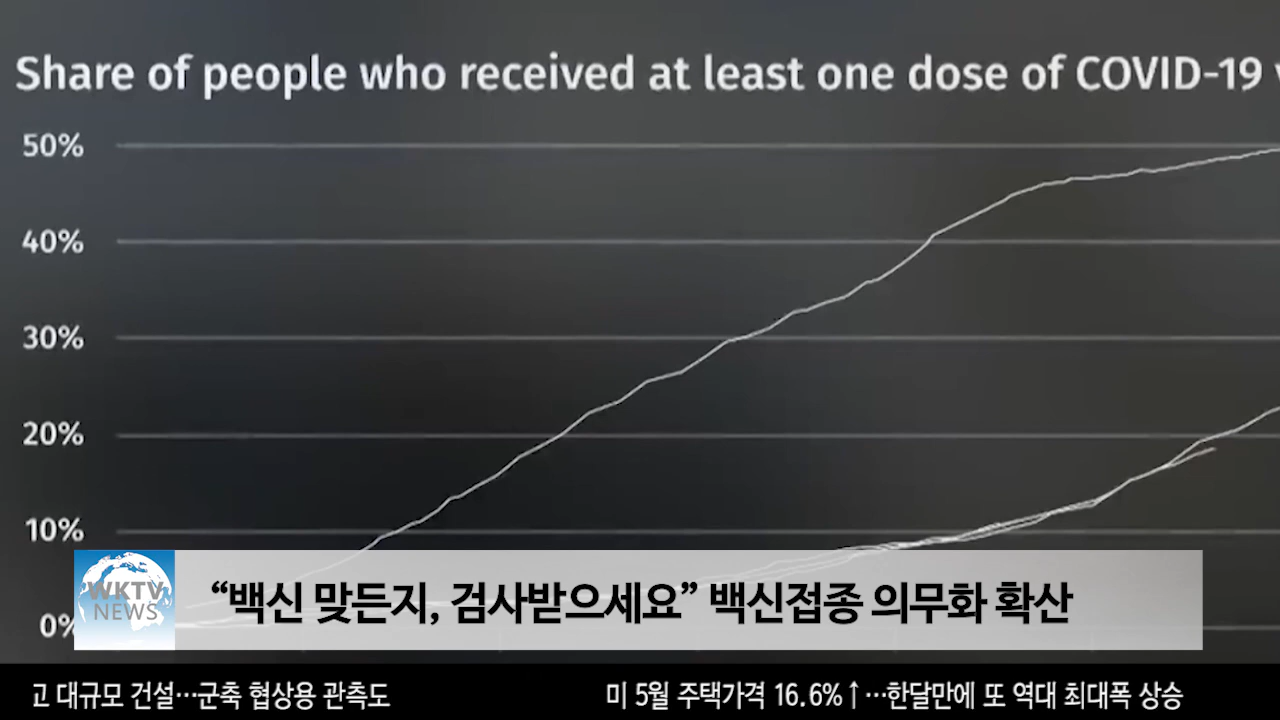 Share of people who received at least one dose of COVID-19
50%
40%
30%
20%
10%
0%
WKTV
NEWS
“백신 맞든지, 검사받으세요” 백신접종 의무화 확산
고 대규모 건설…군축 협상용 관측도
미 5월 주택가격 16.6%↑…한달만에 또 역대 최대폭 상승